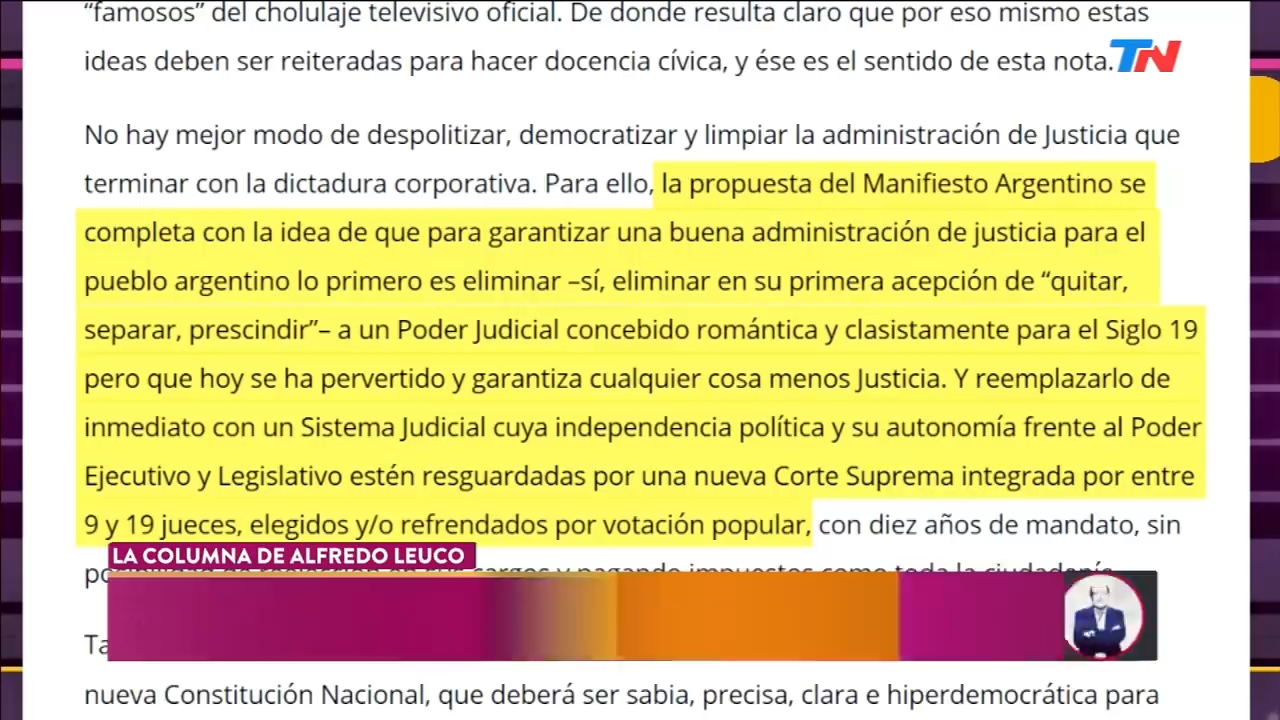 “famosos” del cholulaje televisivo oficial. De donde resulta claro que por eso mismo estas
ideas deben ser reiteradas para hacer docencia cívica, y ése es el sentido de esta nota.
TN
No hay mejor modo de despolitizar, democratizar y limpiar la administración de Justicia que
terminar con la dictadura corporativa. Para ello, la propuesta del Manifiesto Argentino se
completa con la idea de que para garantizar una buena administración de justicia para el
pueblo argentino lo primero es eliminar –sí, eliminar en su primera acepción de “quitar,
separar, prescindir”– a un Poder Judicial concebido romántica y clasistamente para el Siglo 19
pero que hoy se ha pervertido y garantiza cualquier cosa menos Justicia. Y reemplazarlo de
inmediato con un Sistema Judicial cuya independencia política y su autonomía frente al Poder
Ejecutivo y Legislativo estén resguardadas por una nueva Corte Suprema integrada por entre
9 y 19 jueces, elegidos y/o refrendados por votación popular, con diez años de mandato, sin
LA COLUMNA DE ALFREDO LEUCO
cargos y pagando impuestos como toda la ciudadanía.
nueva Constitución Nacional, que deberá ser sabia, precisa, clara e hiperdemocrática para